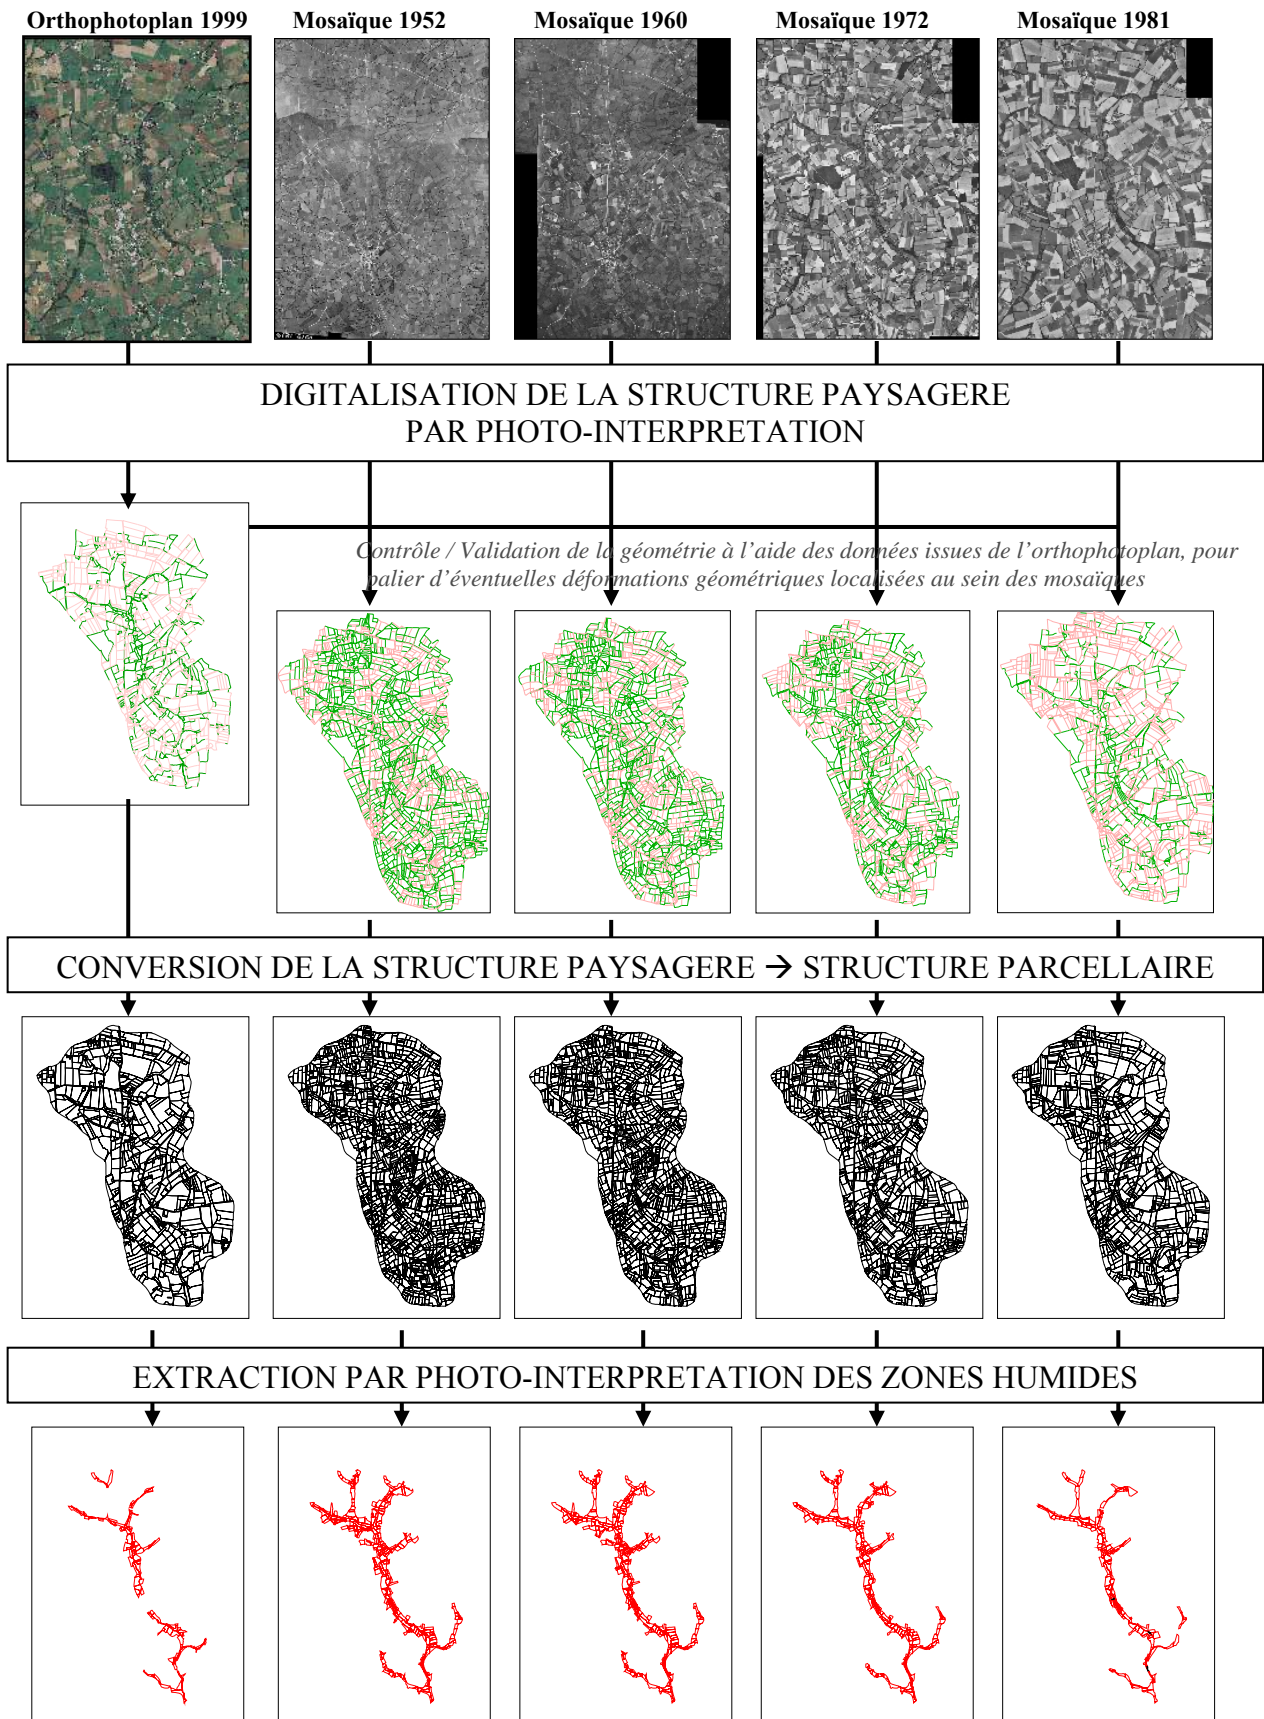 Orthophotoplan 1999
Mosaïque 1952
Mosaïque 1960
Mosaïque 1972
Mosaïque 1981
DIGITALISATION DE LA STRUCTURE PAYSAGERE
PAR PHOTO-INTERPRETATION
Contrôle / Validation de la géométrie à l'aide des données issues de l'orthophotoplan, pour
palier d'éventuelles déformations géométriques localisées au sein des mosaïques
CONVERSION DE LA STRUCTURE PAYSAGERE → STRUCTURE PARCELLAIRE
EXTRACTION PAR PHOTO-INTERPRETATION DES ZONES HUMIDES